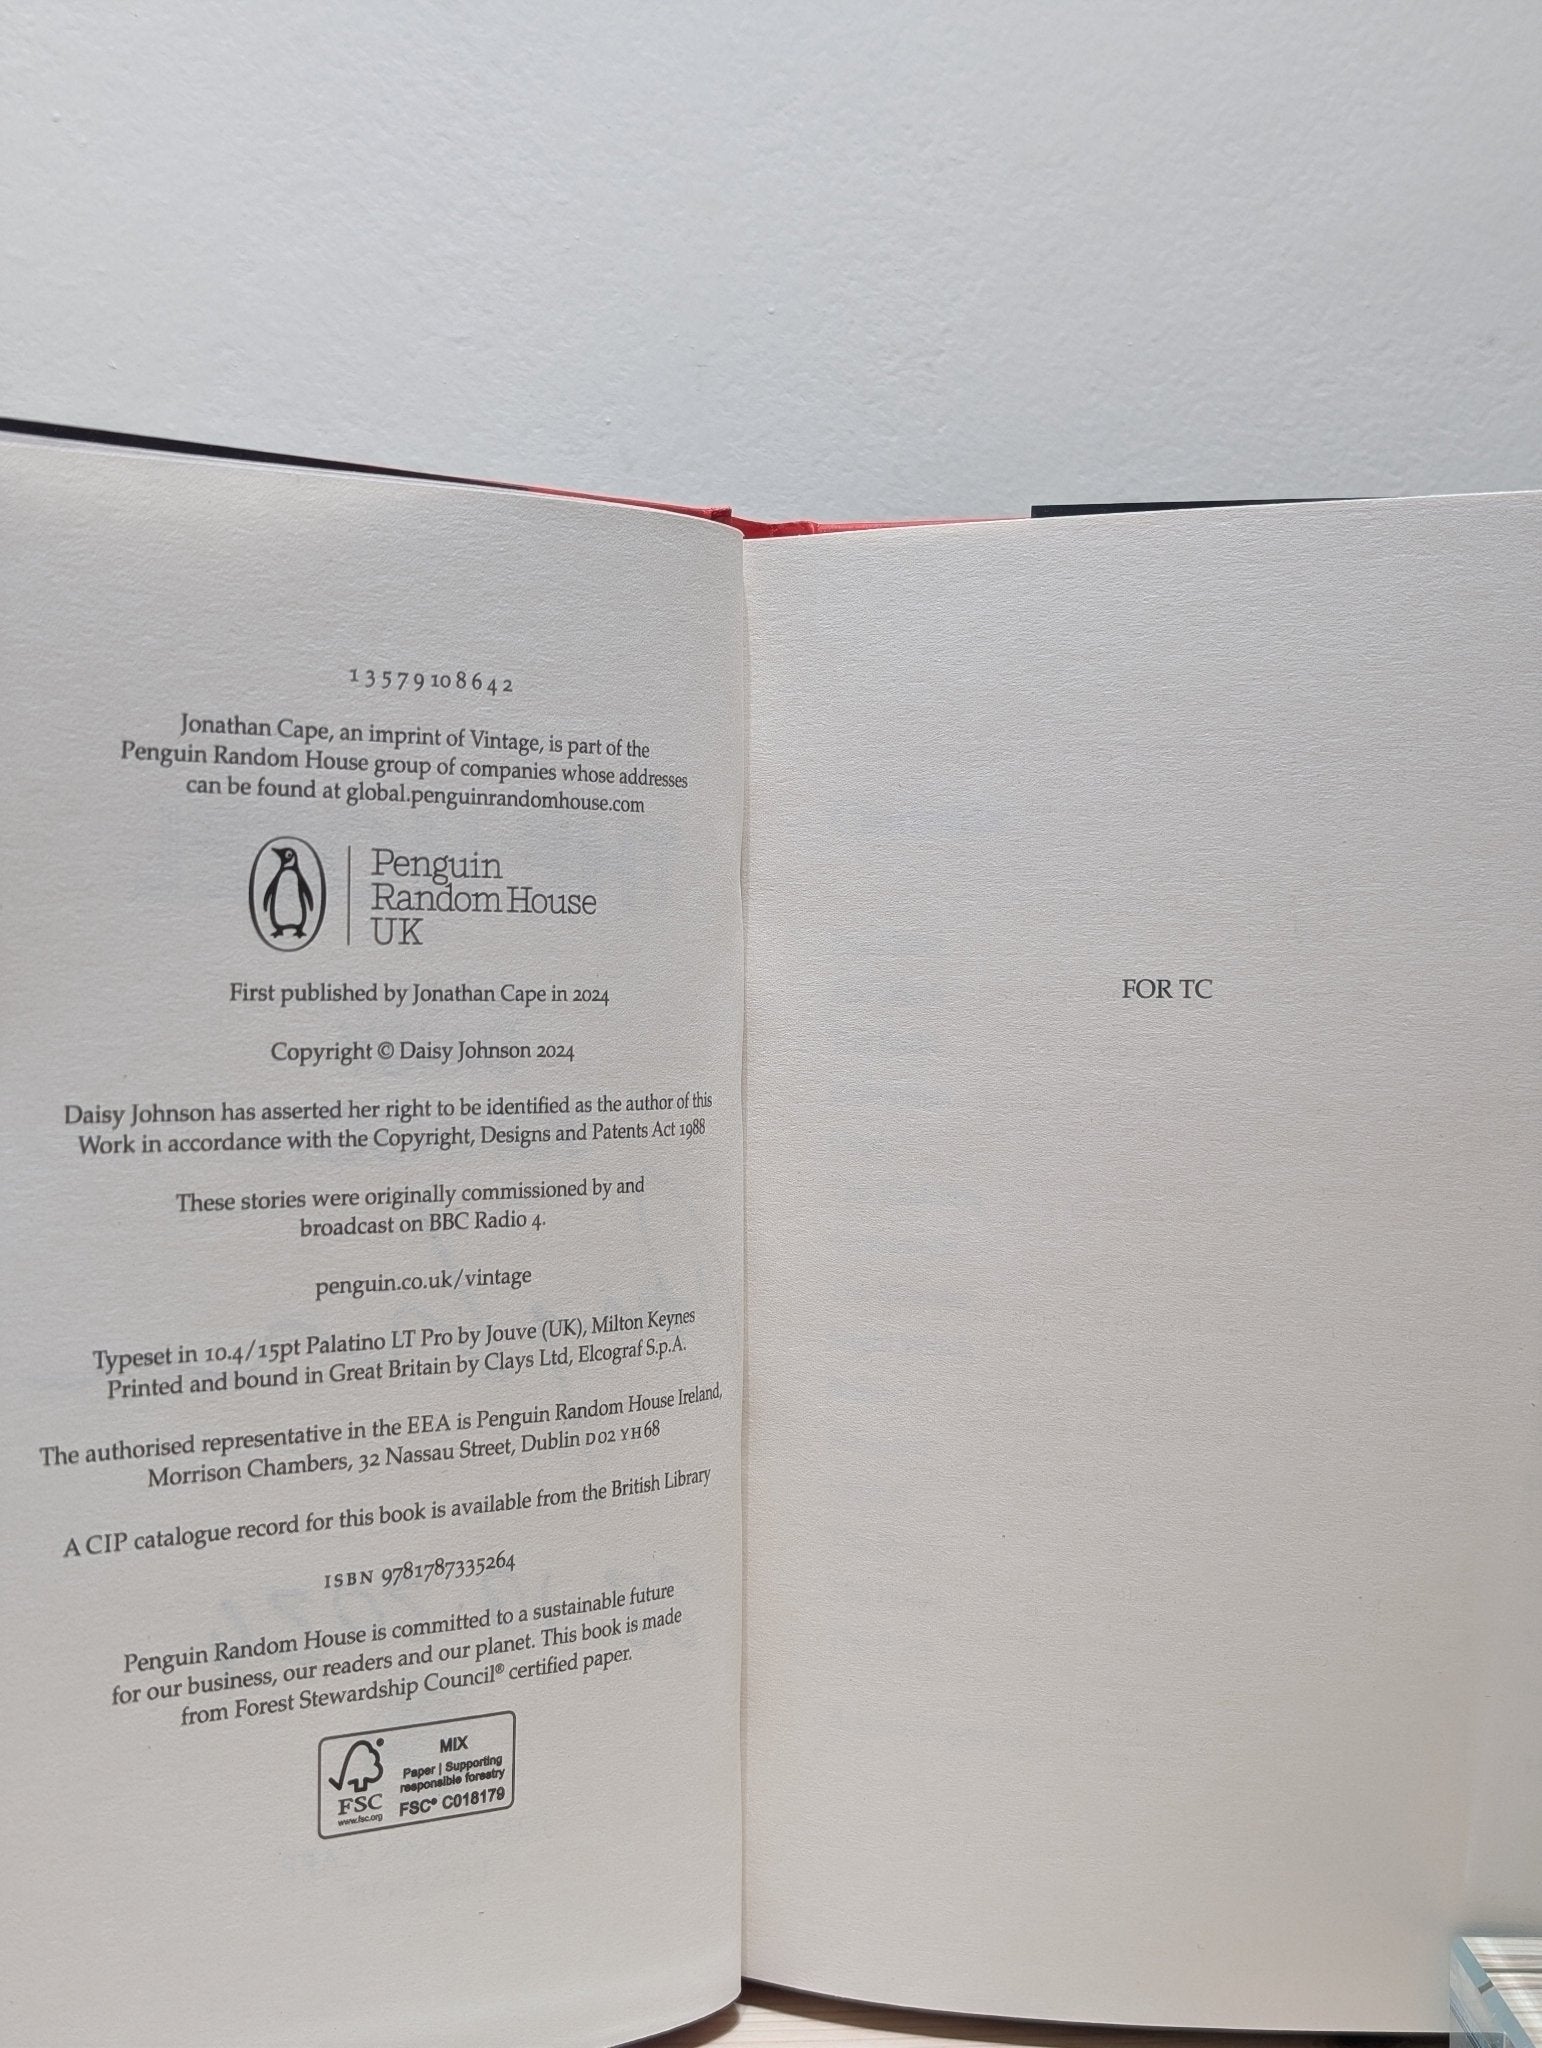 1 3 5 7 9 10 8 6 4 2
Jonathan Cape, an imprint of Vintage, is part of the
Penguin Random House group of companies whose addresses
can be found at global.penguinrandomhouse.com
Penguin
Random House
UK
First published by Jonathan Cape in 2024
Copyright © Daisy Johnson 2024
Daisy Johnson has asserted her right to be identified as the author of this
Work in accordance with the Copyright, Designs and Patents Act 1988
These stories were originally commissioned by and
broadcast on BBC Radio 4.
penguin.co.uk/vintage
Typeset in 10.4/15pt Palatino LT Pro by Jouve (UK), Milton Keynes
Printed and bound in Great Britain by Clays Ltd, Elcograf S.p.A.
The authorised representative in the EEA is Penguin Random House Ireland,
Morrison Chambers, 32 Nassau Street, Dublin D02 YH68
A CIP catalogue record for this book is available from the British Library
ISBN 9781787335264
Penguin Random House is committed to a sustainable future
for our business, our readers and our planet. This book is made
from Forest Stewardship Council® certified paper.
MIX
Paper | Supporting
responsible forestry
FSC® C018179
FSC
www.fsc.org
FOR TC